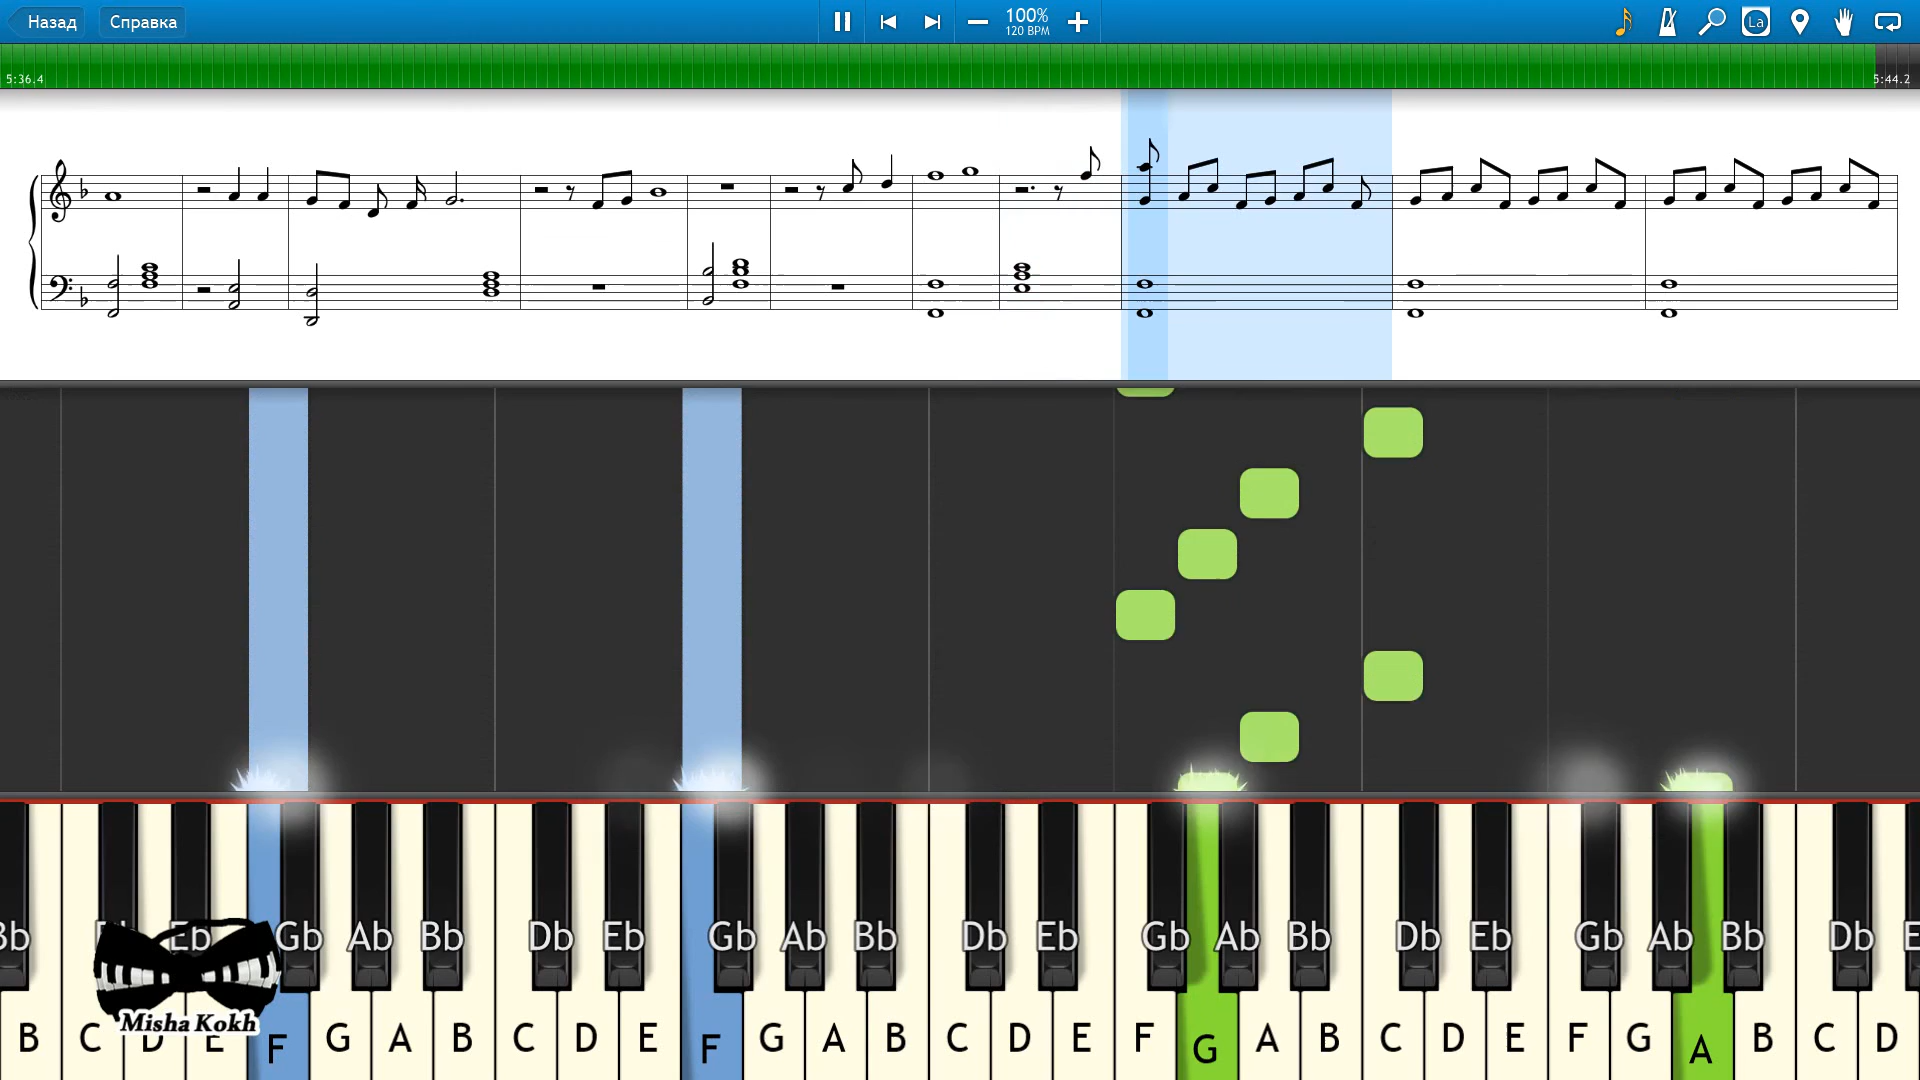 Назад Справка 100% La
120 BPM
5:36.4 5:44.2
Bb Eb Gb Ab Bb Db Eb Gb Ab Bb Db Eb Gb Ab Bb Db Eb Gb Ab Bb Db E
Misha Kokh
B C D E F G A B C D E F G A B C D E F G A B C D E F G A B C D